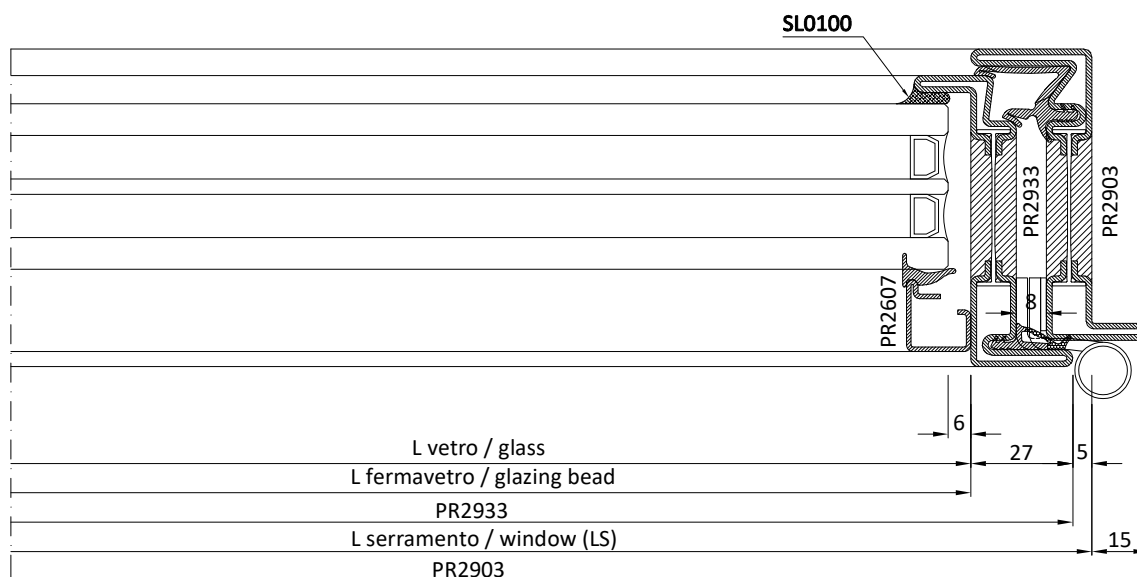 SL0100
PR2933
PR2903
PR2607
8
6
L vetro / glass
27
5
L fermavetro / glazing bead
PR2933
L serramento / window (LS)
15
PR2903